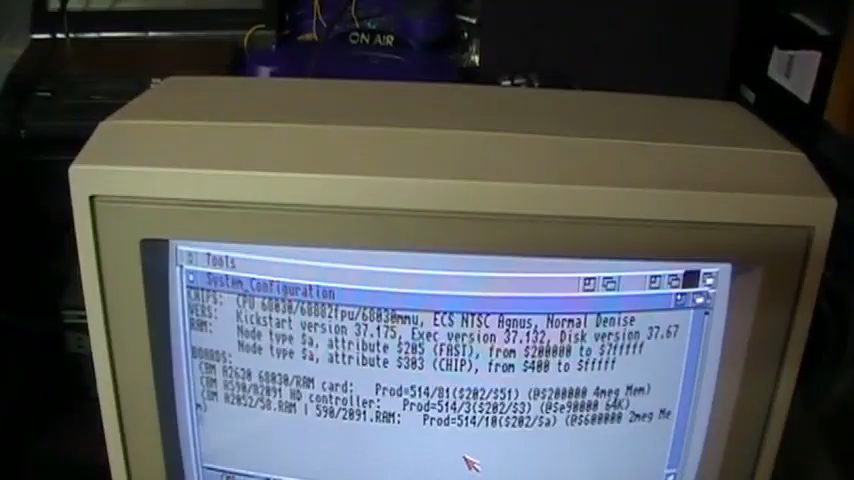 ON AIR
Tools
System_Configuration
CHIPS: CPU 68030/68882fpu/68030mmu, ECS NTSC Agnus, Normal Denise
VERS: Kickstart version 37.175, Exec version 37.132, Disk version 37.67
RAM: Node type $a, attribute $205 (FAST), from $200000 to $7fffff
Node type $a, attribute $303 (CHIP), from $400 to $fffff
BOARDS:
CBM A2630 68030/RAM card: Prod=514/81($202/$51) (@$200000 4meg Mem)
CBM A590/A2091 HD controller: Prod=514/3($202/$3) (@$e90000 64K)
CBM A2052/58.RAM | 590/2091.RAM: Prod=514/10($202/$a) (@$600000 2meg Me